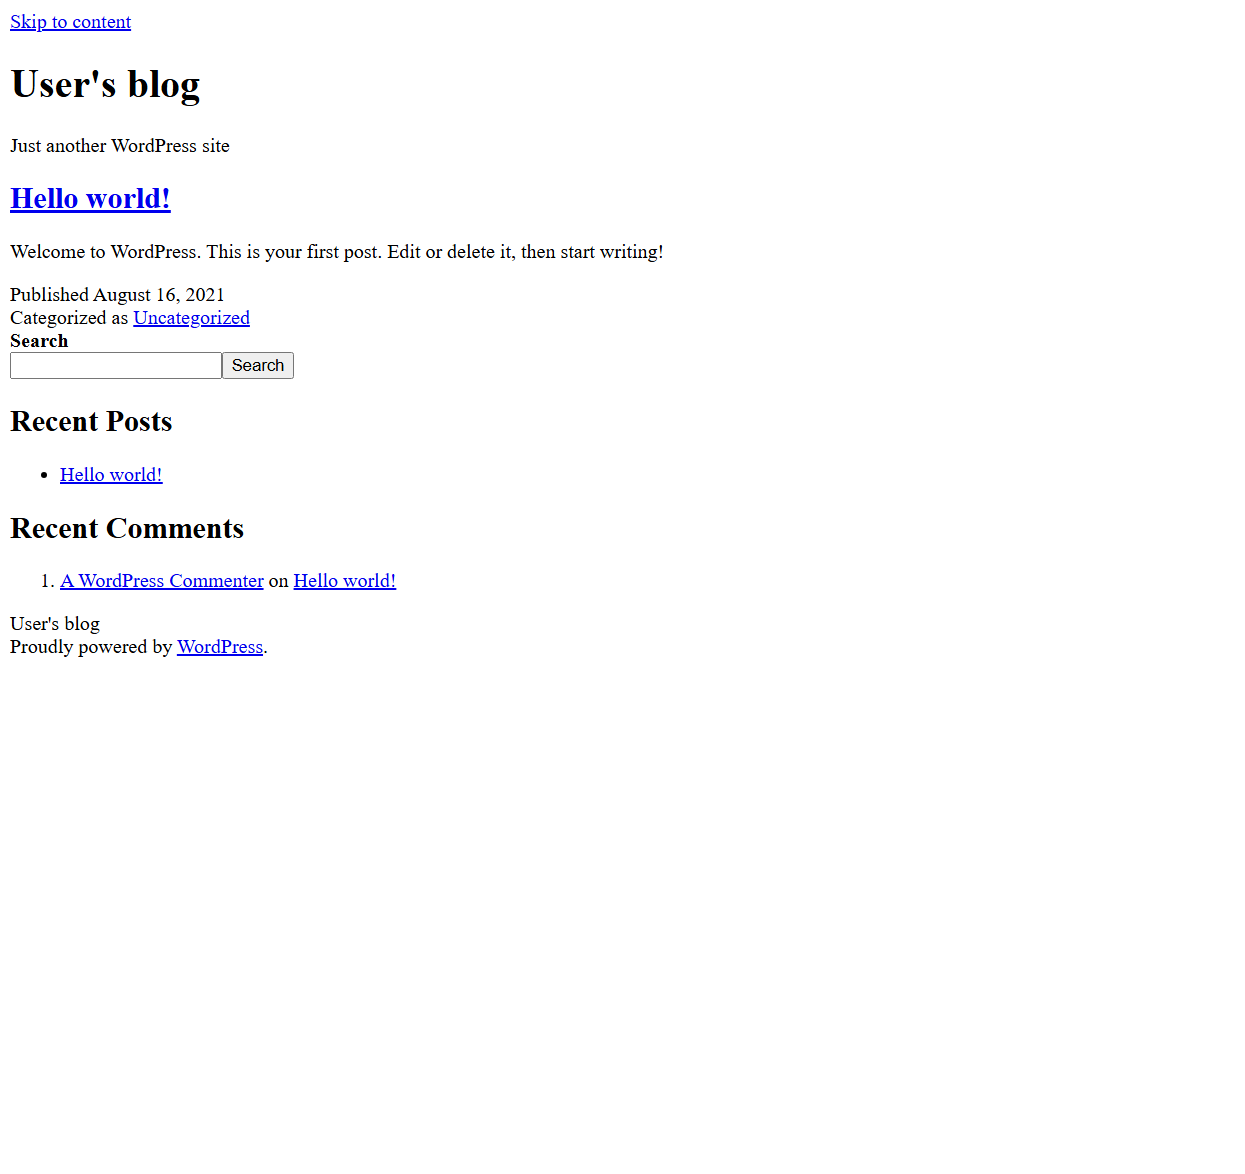 Skip to content
User's blog
Just another WordPress site
Hello world!
Welcome to WordPress. This is your first post. Edit or delete it, then start writing!
Published August 16, 2021
Categorized as Uncategorized
Search
Search
Recent Posts
• Hello world!
Recent Comments
1. A WordPress Commenter on Hello world!
User's blog
Proudly powered by WordPress.